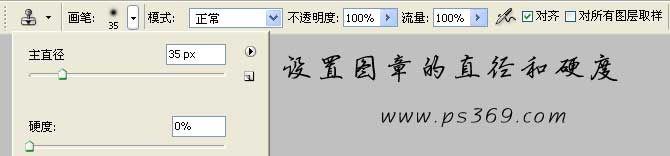 画笔: 35 模式: 正常 不透明度: 100% 流量: 100% 对齐 对所有图层取样
主直径 35 px
设置图章的直径和硬度
www.ps369.com
硬度: 0%